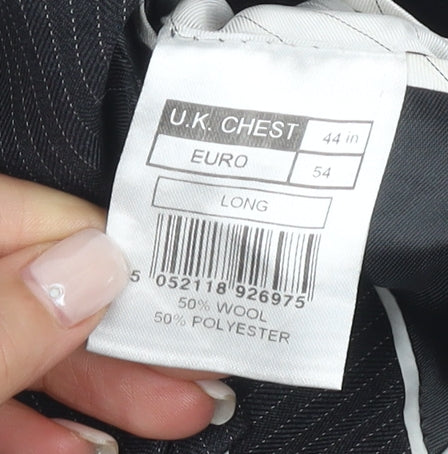 U.K. CHEST 44 in
EURO 54
LONG
5 052118 926975
50% WOOL
50% POLYESTER